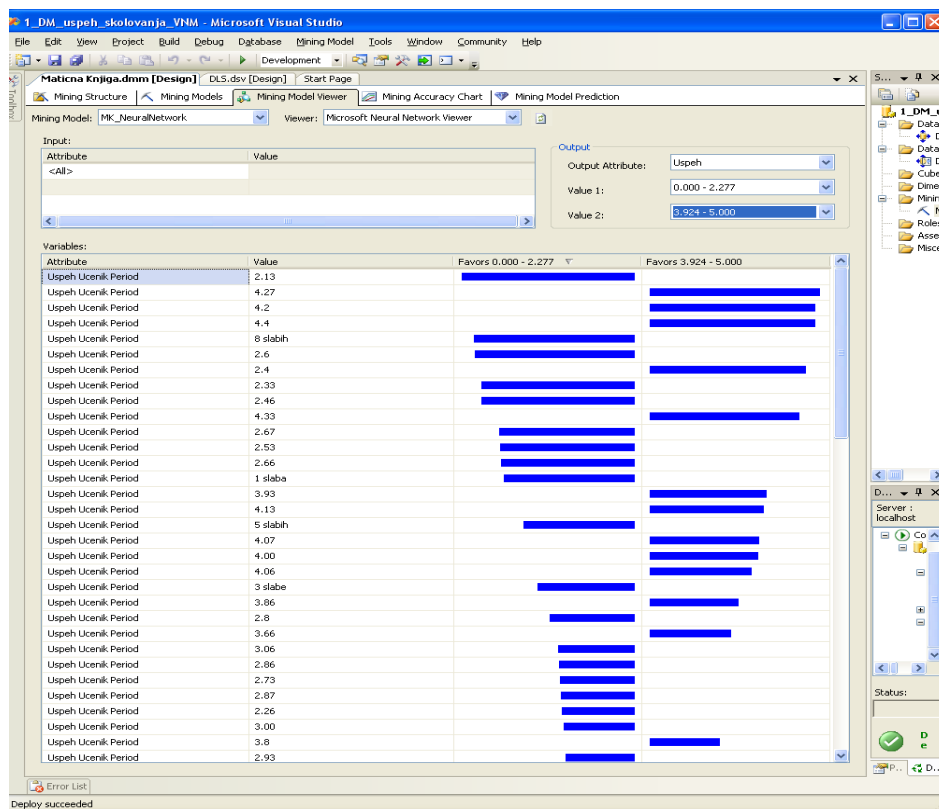 1_DM_uspeh_skolovanja_VNM - Microsoft Visual Studio
File Edit View Project Build Debug Database Mining Model Tools Window Community Help
Development
Toolbox
Maticna Knjiga.dmm [Design] DLS.dsv [Design] Start Page
Mining Structure Mining Models Mining Model Viewer Mining Accuracy Chart Mining Model Prediction
Mining Model: MK_NeuralNetwork Viewer: Microsoft Neural Network Viewer
Input:
Attribute Value
<All>
Output
Output Attribute: Uspeh
Value 1: 0.000 - 2.277
Value 2: 3.924 - 5.000
Variables:
Attribute Value Favors 0.000 - 2.277 Favors 3.924 - 5.000
Uspeh Ucenik Period 2.13
Uspeh Ucenik Period 4.27
Uspeh Ucenik Period 4.2
Uspeh Ucenik Period 4.4
Uspeh Ucenik Period 8 slabih
Uspeh Ucenik Period 2.6
Uspeh Ucenik Period 2.4
Uspeh Ucenik Period 2.33
Uspeh Ucenik Period 2.46
Uspeh Ucenik Period 4.33
Uspeh Ucenik Period 2.67
Uspeh Ucenik Period 2.53
Uspeh Ucenik Period 2.66
Uspeh Ucenik Period 1 slaba
Uspeh Ucenik Period 3.93
Uspeh Ucenik Period 4.13
Uspeh Ucenik Period 5 slabih
Uspeh Ucenik Period 4.07
Uspeh Ucenik Period 4.00
Uspeh Ucenik Period 4.06
Uspeh Ucenik Period 3 slabe
Uspeh Ucenik Period 3.86
Uspeh Ucenik Period 2.8
Uspeh Ucenik Period 3.66
Uspeh Ucenik Period 3.06
Uspeh Ucenik Period 2.86
Uspeh Ucenik Period 2.73
Uspeh Ucenik Period 2.87
Uspeh Ucenik Period 2.26
Uspeh Ucenik Period 3.00
Uspeh Ucenik Period 3.8
Uspeh Ucenik Period 2.93
S...
1_DM_u
Data
D
Data
D
Cube
Dime
Minin
M
Roles
Asse
Misce
D...
Server :
localhost
Co
Status:
D
e
P.. D..
Error List
Deploy succeeded